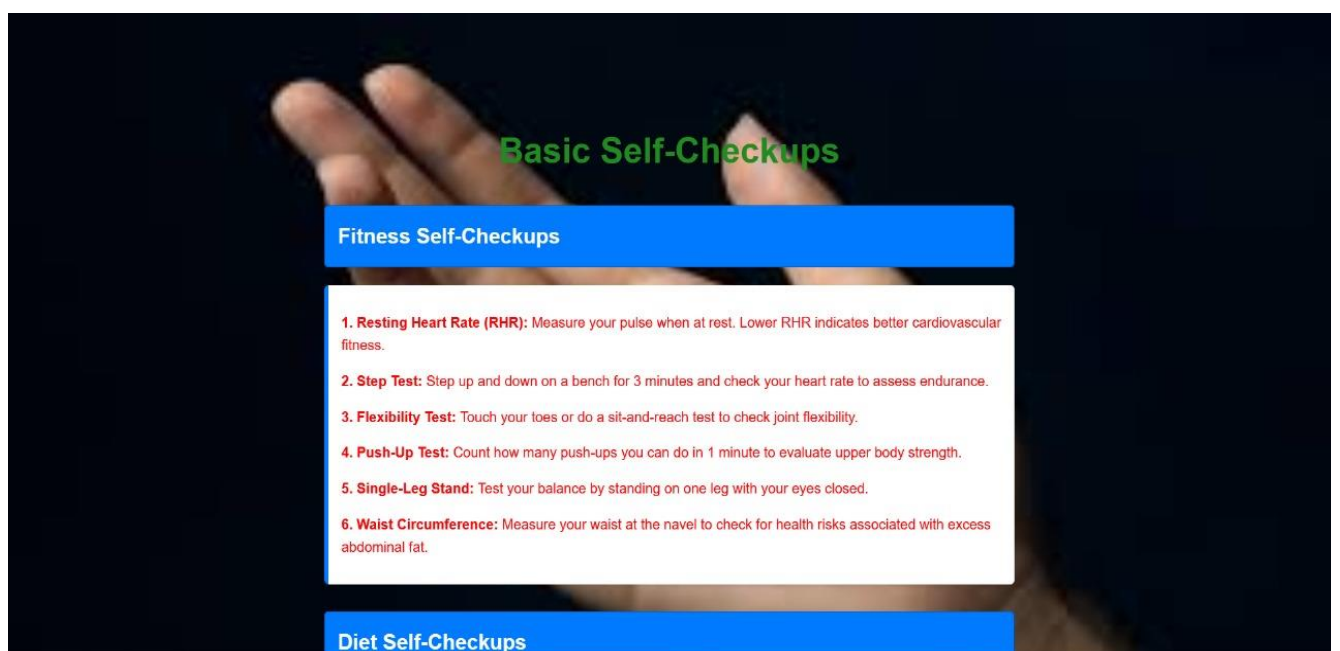 Basic Self-Checkups
Fitness Self-Checkups
1. Resting Heart Rate (RHR): Measure your pulse when at rest. Lower RHR indicates better cardiovascular
fitness.
2. Step Test: Step up and down on a bench for 3 minutes and check your heart rate to assess endurance.
3. Flexibility Test: Touch your toes or do a sit-and-reach test to check joint flexibility.
4. Push-Up Test: Count how many push-ups you can do in 1 minute to evaluate upper body strength.
5. Single-Leg Stand: Test your balance by standing on one leg with your eyes closed.
6. Waist Circumference: Measure your waist at the navel to check for health risks associated with excess
abdominal fat.
Diet Self-Checkups